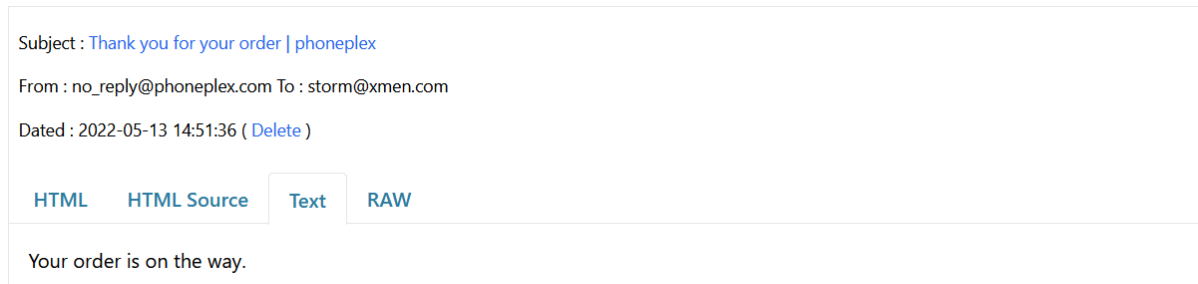 Subject : Thank you for your order | phoneplex
From : no_reply@phoneplex.com To : storm@xmen.com
Dated : 2022-05-13 14:51:36 ( Delete )
HTML HTML Source Text RAW
Your order is on the way.